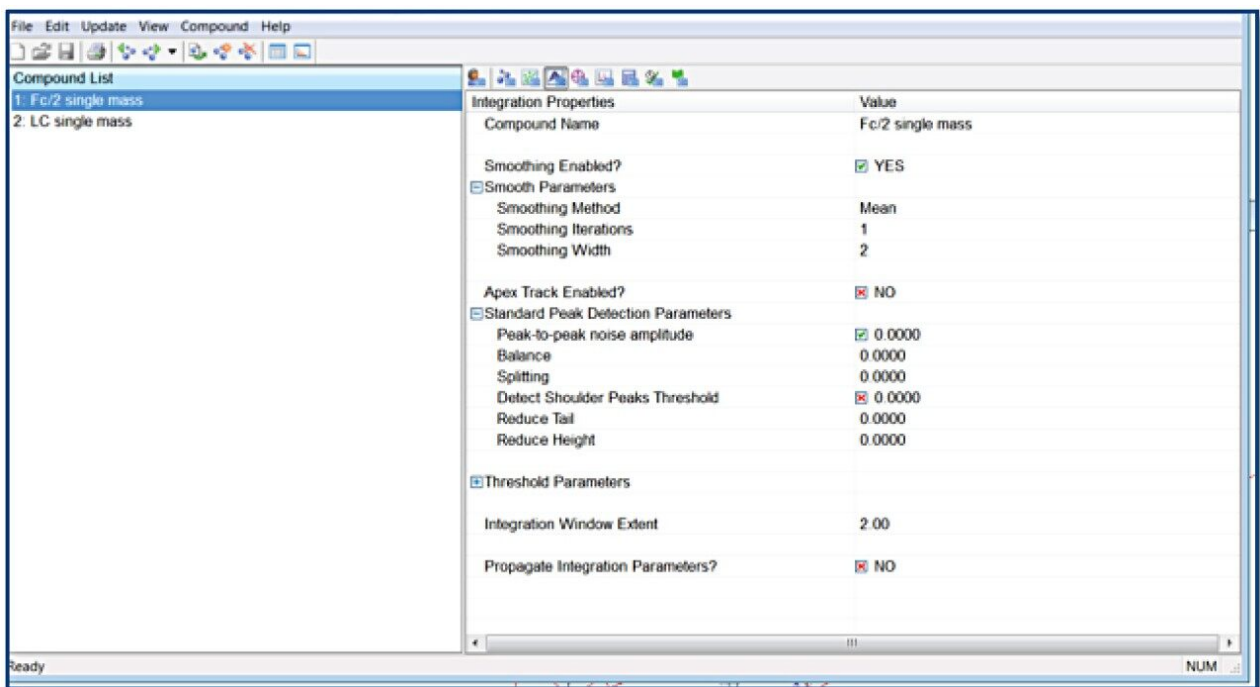 File Edit Update View Compound Help
Compound List
1: Fc/2 single mass
2: LC single mass
Integration Properties Value
Compound Name Fc/2 single mass
Smoothing Enabled? YES
Smooth Parameters
Smoothing Method Mean
Smoothing Iterations 1
Smoothing Width 2
Apex Track Enabled? NO
Standard Peak Detection Parameters
Peak-to-peak noise amplitude 0.0000
Balance 0.0000
Splitting 0.0000
Detect Shoulder Peaks Threshold 0.0000
Reduce Tail 0.0000
Reduce Height 0.0000
Threshold Parameters
Integration Window Extent 2.00
Propagate Integration Parameters? NO
Ready NUM